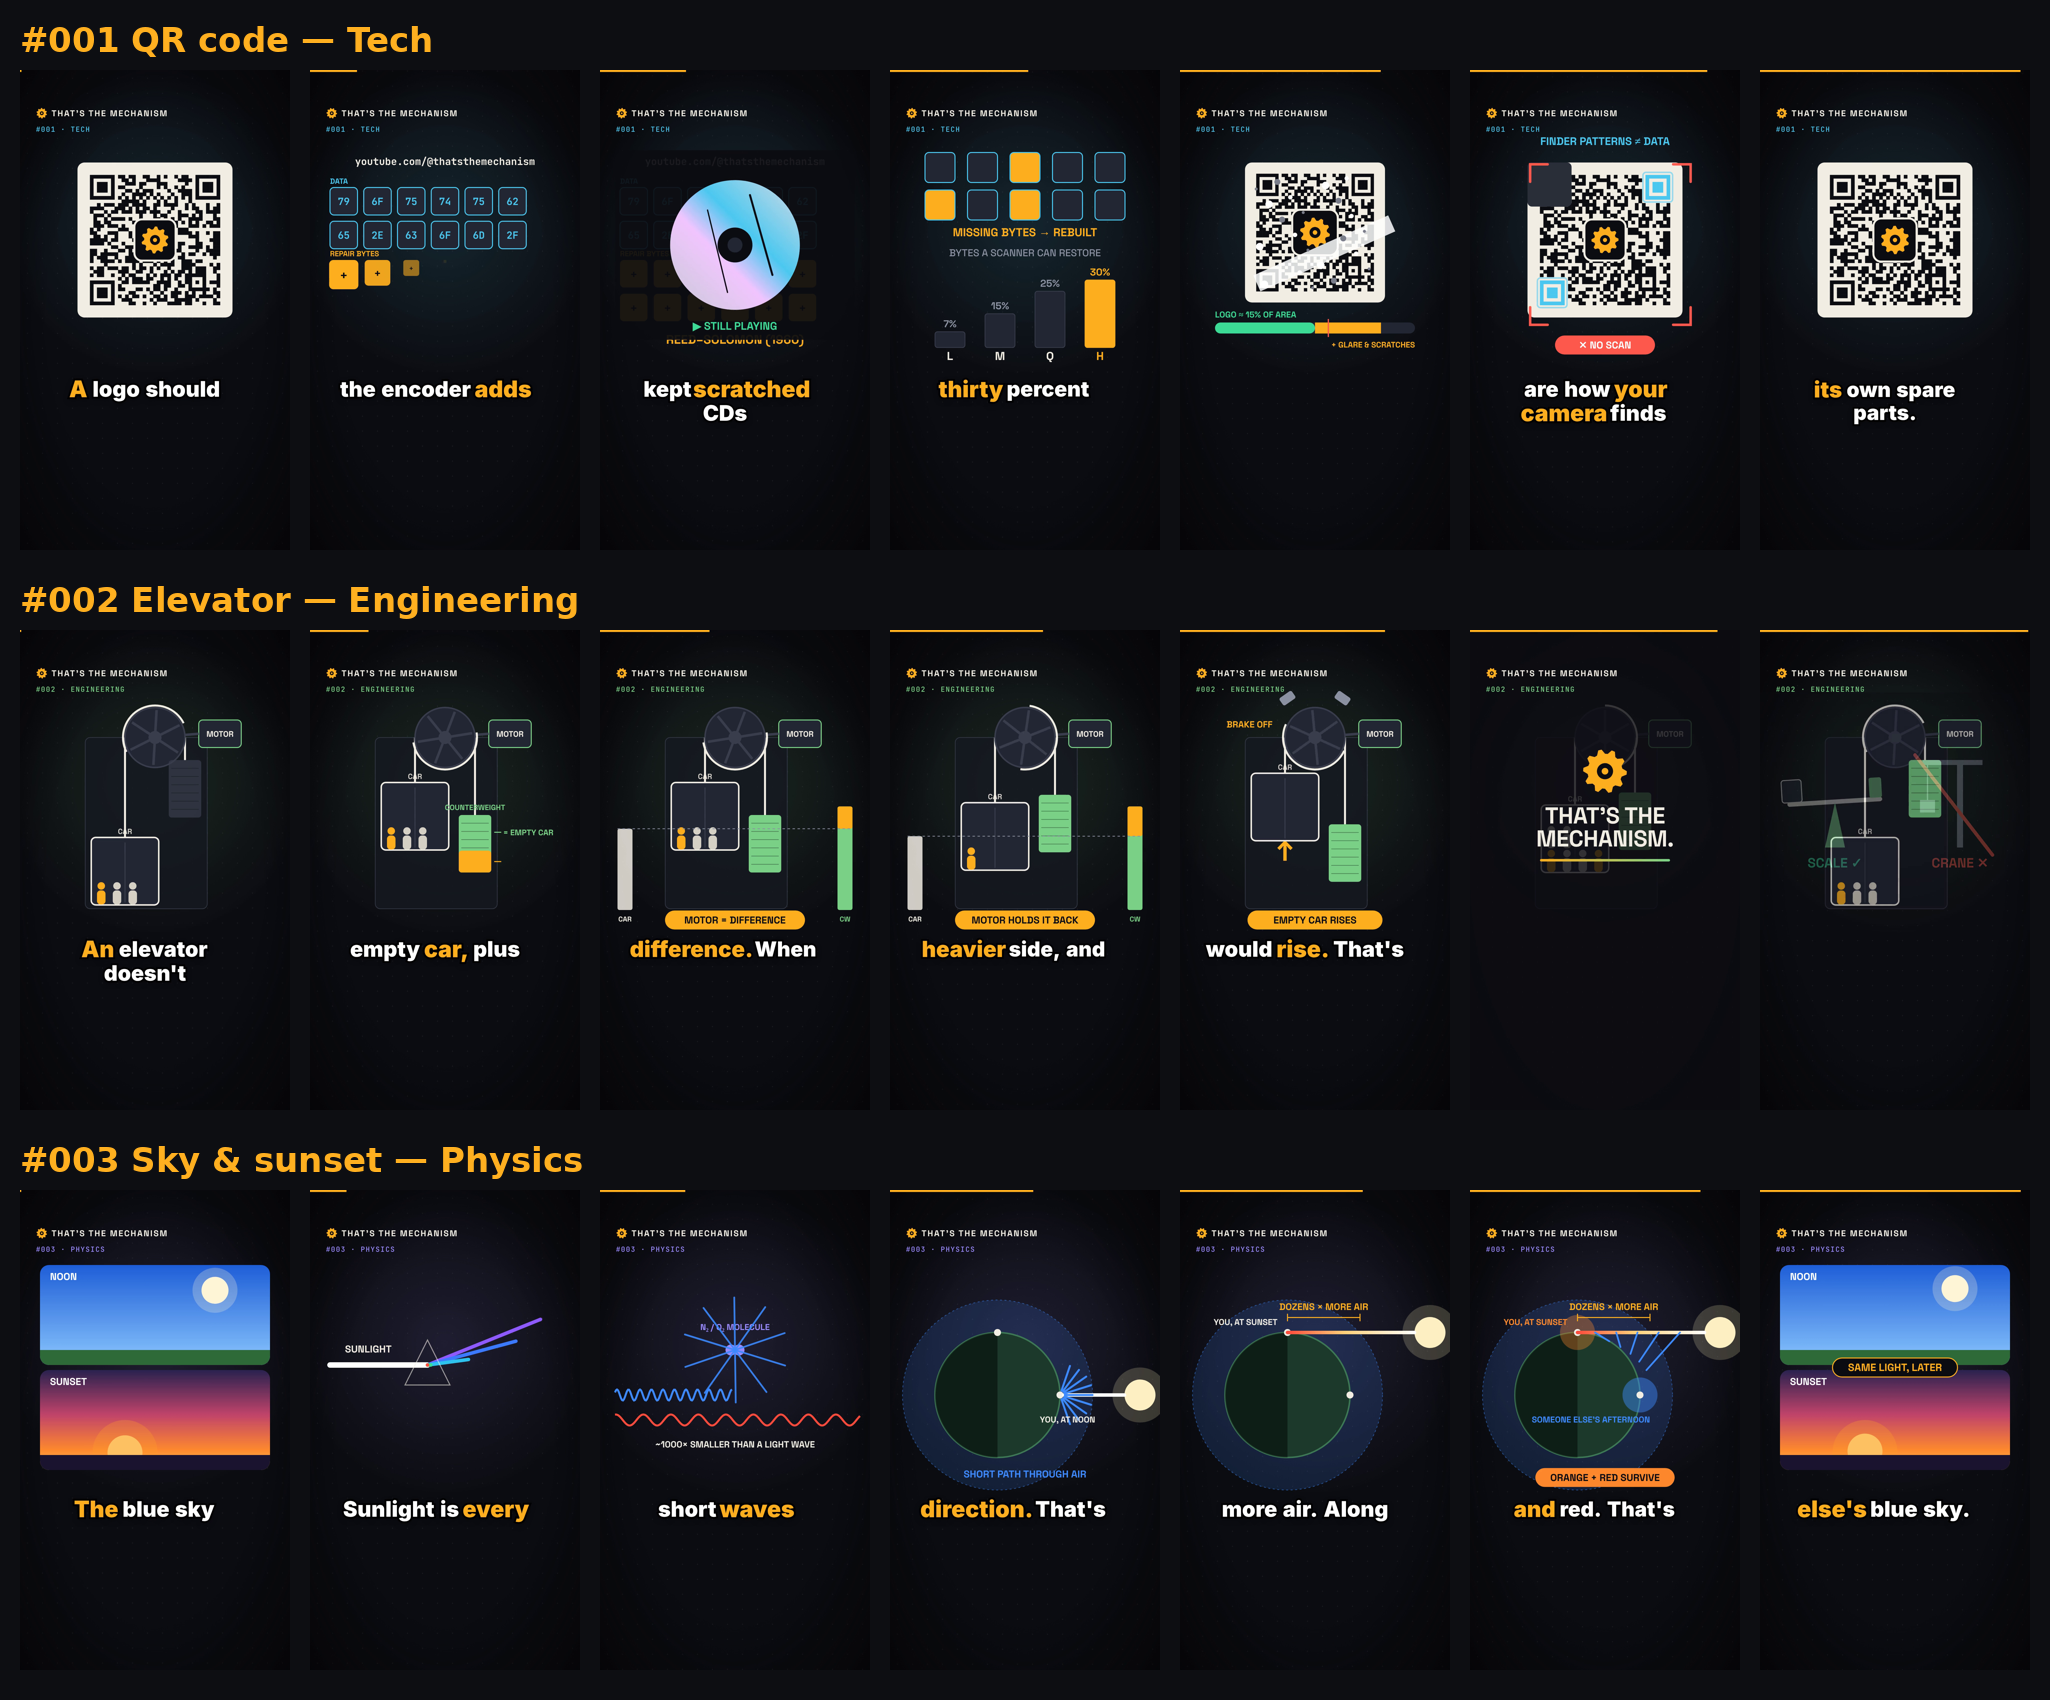 #001 QR code — Tech
THAT'S THE MECHANISM
#001 · TECH
A logo should
THAT'S THE MECHANISM
#001 · TECH
youtube.com/@thatsthemechanism
DATA
79 6F 75 74 75 62
65 2E 63 6F 6D 2F
REPAIR BYTES
+ +
the encoder adds
THAT'S THE MECHANISM
#001 · TECH
youtube.com/@thatsthemechanism
DATA
▶ STILL PLAYING
REED-SOLOMON (1960)
kept scratched
CDs
THAT'S THE MECHANISM
#001 · TECH
MISSING BYTES → REBUILT
BYTES A SCANNER CAN RESTORE
7% 15% 25% 30%
L M Q H
thirty percent
THAT'S THE MECHANISM
#001 · TECH
LOGO ≈ 15% OF AREA
+ GLARE & SCRATCHES
THAT'S THE MECHANISM
#001 · TECH
FINDER PATTERNS ≠ DATA
✕ NO SCAN
are how your
camera finds
THAT'S THE MECHANISM
#001 · TECH
its own spare
parts.
#002 Elevator — Engineering
THAT'S THE MECHANISM
#002 · ENGINEERING
MOTOR
CAR
An elevator
doesn't
THAT'S THE MECHANISM
#002 · ENGINEERING
MOTOR
CAR
COUNTERWEIGHT
= EMPTY CAR
empty car, plus
THAT'S THE MECHANISM
#002 · ENGINEERING
MOTOR
CAR
CAR
MOTOR = DIFFERENCE
CW
difference. When
THAT'S THE MECHANISM
#002 · ENGINEERING
MOTOR
CAR
CAR
MOTOR HOLDS IT BACK
CW
heavier side, and
THAT'S THE MECHANISM
#002 · ENGINEERING
BRAKE OFF
MOTOR
CAR
EMPTY CAR RISES
would rise. That's
THAT'S THE MECHANISM
#002 · ENGINEERING
MOTOR
THAT'S THE
MECHANISM.
THAT'S THE MECHANISM
#002 · ENGINEERING
MOTOR
CAR
SCALE ✓
CRANE ✕
#003 Sky & sunset — Physics
THAT'S THE MECHANISM
#003 · PHYSICS
NOON
SUNSET
The blue sky
THAT'S THE MECHANISM
#003 · PHYSICS
SUNLIGHT
Sunlight is every
THAT'S THE MECHANISM
#003 · PHYSICS
N₂ / O₂ MOLECULE
~1000× SMALLER THAN A LIGHT WAVE
short waves
THAT'S THE MECHANISM
#003 · PHYSICS
YOU, AT NOON
SHORT PATH THROUGH AIR
direction. That's
THAT'S THE MECHANISM
#003 · PHYSICS
DOZENS × MORE AIR
YOU, AT SUNSET
more air. Along
THAT'S THE MECHANISM
#003 · PHYSICS
DOZENS × MORE AIR
YOU, AT SUNSET
SOMEONE ELSE'S AFTERNOON
ORANGE + RED SURVIVE
and red. That's
THAT'S THE MECHANISM
#003 · PHYSICS
NOON
SAME LIGHT, LATER
SUNSET
else's blue sky.